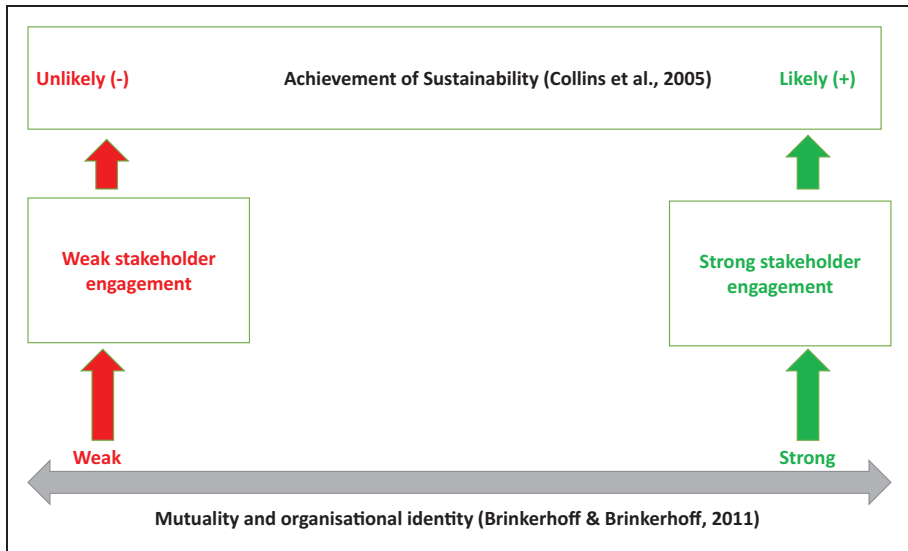 Unlikely (-) Achievement of Sustainability (Collins et al., 2005) Likely (+)
Weak stakeholder
engagement
Strong stakeholder
engagement
Weak
Strong
Mutuality and organisational identity (Brinkerhoff & Brinkerhoff, 2011)